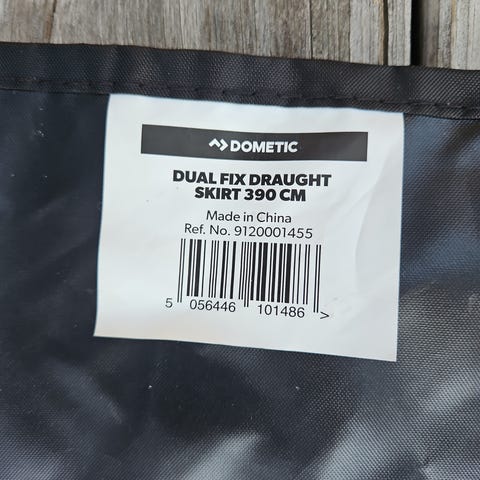 DOMETIC
DUAL FIX DRAUGHT
SKIRT 390 CM
Made in China
Ref. No. 9120001455
5 056446 101486 >